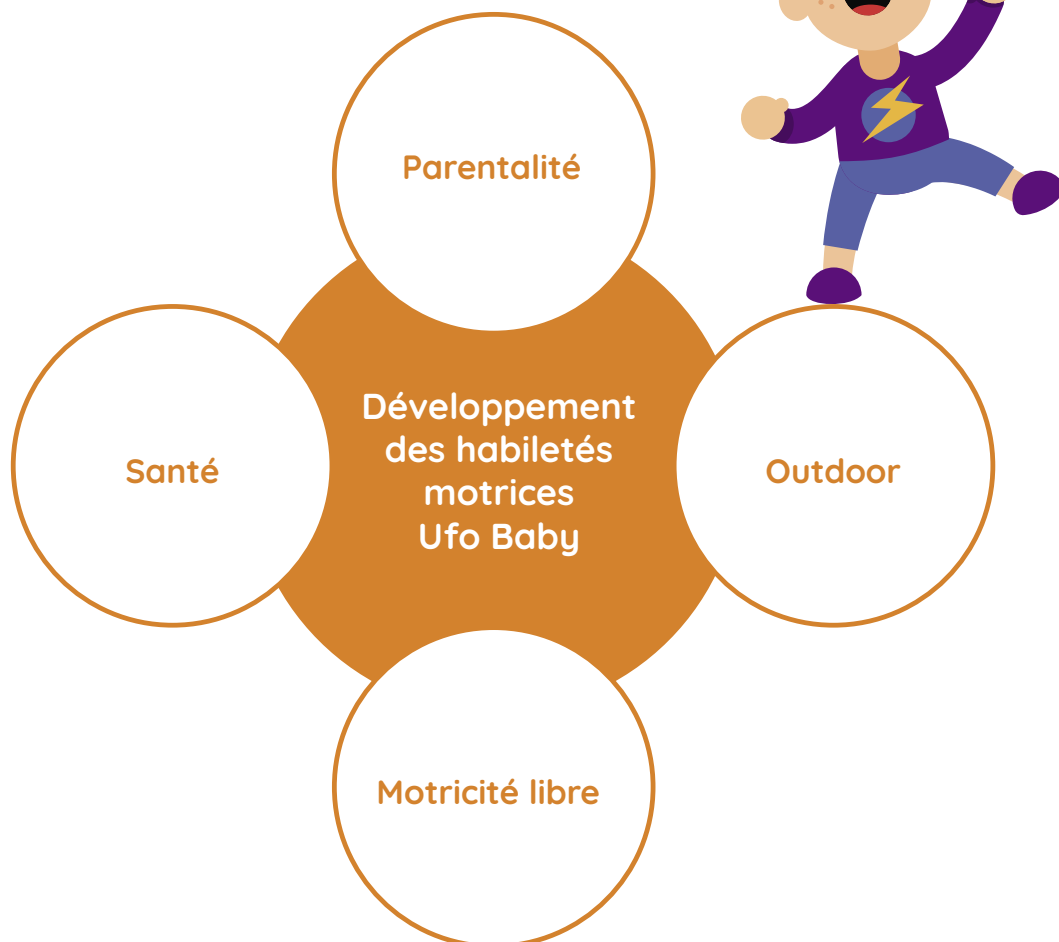 Parentalité
Développement
des habiletés
motrices
Ufo Baby
Santé
Outdoor
Motricité libre